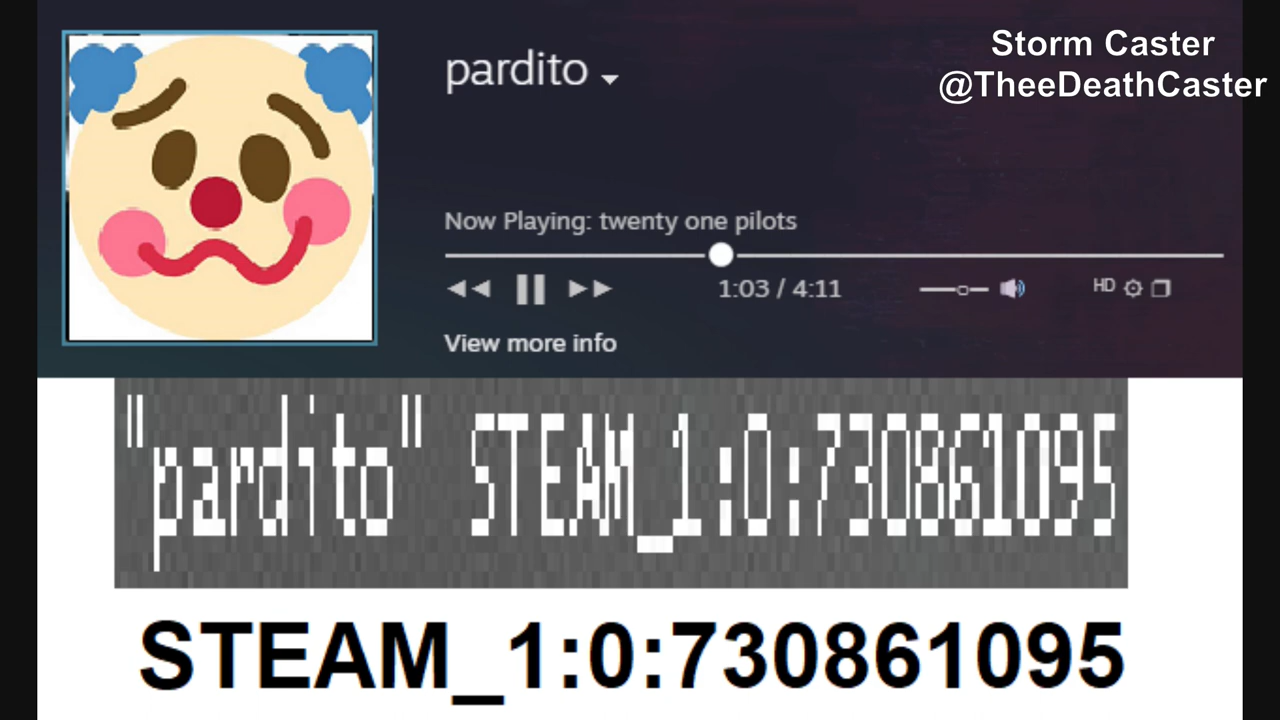 Storm Caster
@TheeDeathCaster
pardito
Now Playing: twenty one pilots
1:03 / 4:11
HD
View more info
"pardito" STEAM_1:0:730861095
STEAM_1:0:730861095